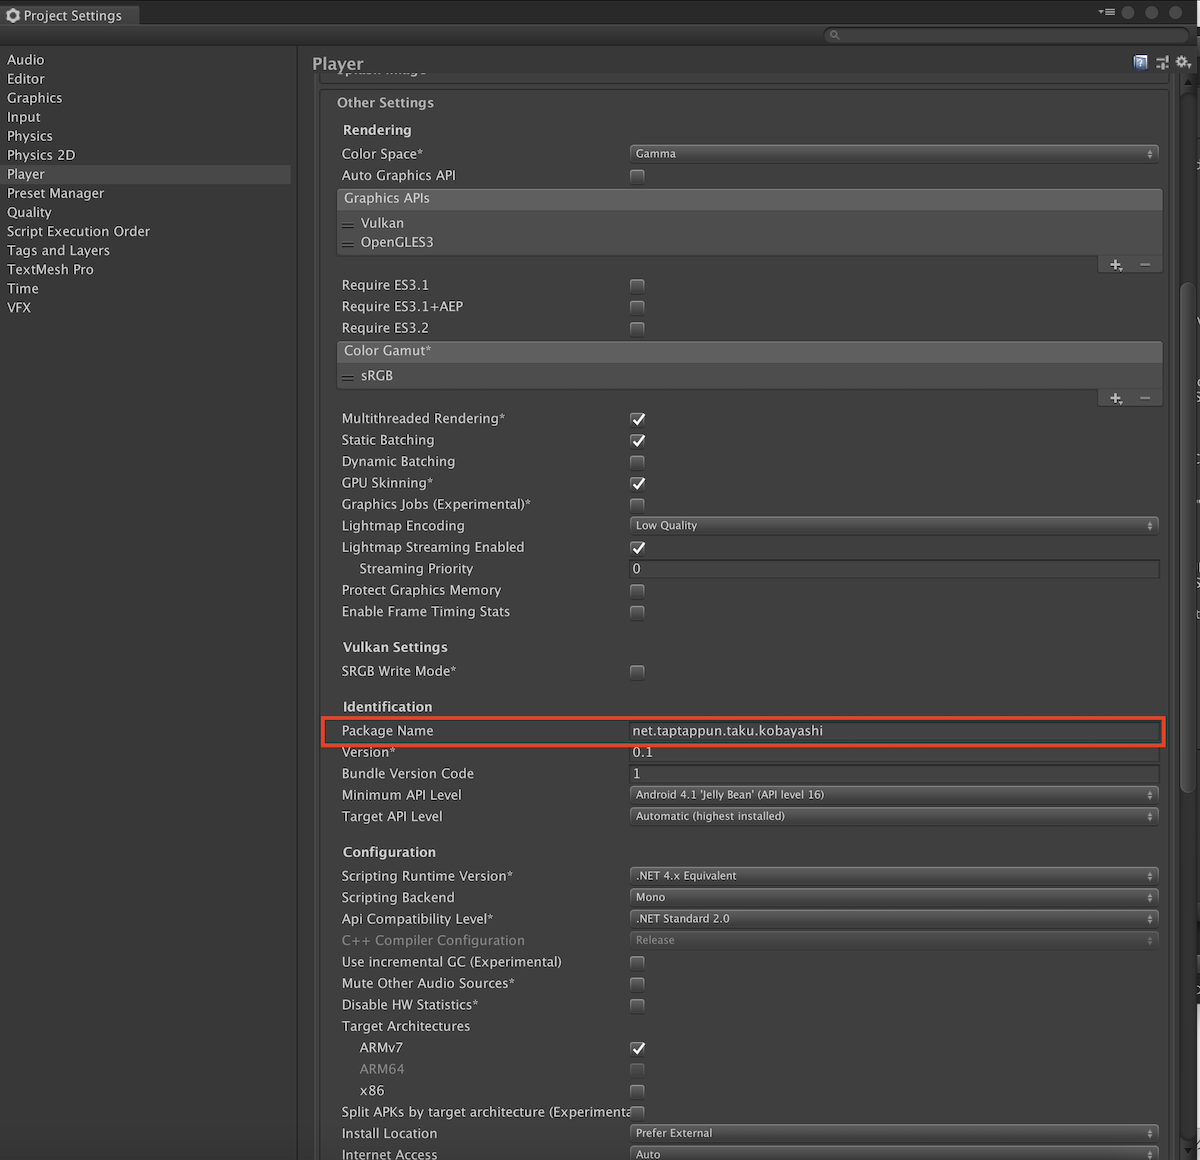 Project Settings
Audio
Editor
Graphics
Input
Physics
Physics 2D
Player
Preset Manager
Quality
Script Execution Order
Tags and Layers
TextMesh Pro
Time
VFX
Player
Splash Image
Other Settings
Rendering
Color Space* Gamma
Auto Graphics API
Graphics APIs
Vulkan
OpenGLES3
Require ES3.1
Require ES3.1+AEP
Require ES3.2
Color Gamut*
sRGB
Multithreaded Rendering*
Static Batching
Dynamic Batching
GPU Skinning*
Graphics Jobs (Experimental)*
Lightmap Encoding Low Quality
Lightmap Streaming Enabled
Streaming Priority 0
Protect Graphics Memory
Enable Frame Timing Stats
Vulkan Settings
SRGB Write Mode*
Identification
Package Name net.taptappun.taku.kobayashi
Version* 0.1
Bundle Version Code 1
Minimum API Level Android 4.1 'Jelly Bean' (API level 16)
Target API Level Automatic (highest installed)
Configuration
Scripting Runtime Version* .NET 4.x Equivalent
Scripting Backend Mono
Api Compatibility Level* .NET Standard 2.0
C++ Compiler Configuration Release
Use incremental GC (Experimental)
Mute Other Audio Sources*
Disable HW Statistics*
Target Architectures
ARMv7
ARM64
x86
Split APKs by target architecture (Experimenta
Install Location Prefer External
Internet Access Auto